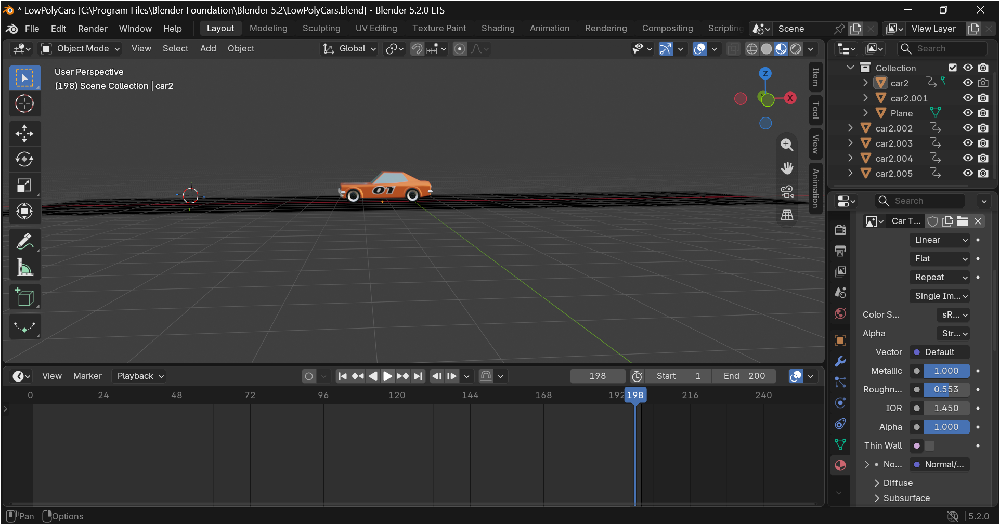 * LowPolyCars [C:\Program Files\Blender Foundation\Blender 5.2\LowPolyCars.blend] - Blender 5.2.0 LTS
File Edit Render Window Help Layout Modeling Sculpting UV Editing Texture Paint Shading Animation Rendering Compositing Scripting Scene View Layer
Object Mode View Select Add Object Global Search
User Perspective
(198) Scene Collection | car2
Z
X
Item
Tool
View
Animation
01
Collection
car2
car2.001
Plane
car2.002
car2.003
car2.004
car2.005
Search
Car T...
Linear
Flat
Repeat
Single Im...
Color S... sR...
Alpha Str...
Vector Default
Metallic 1.000
Roughn... 0.553
IOR 1.450
Alpha 1.000
Thin Wall
No... Normal/...
Diffuse
Subsurface
View Marker Playback 198 Start 1 End 200
0 24 48 72 96 120 144 168 192 198 216 240
Pan Options 5.2.0